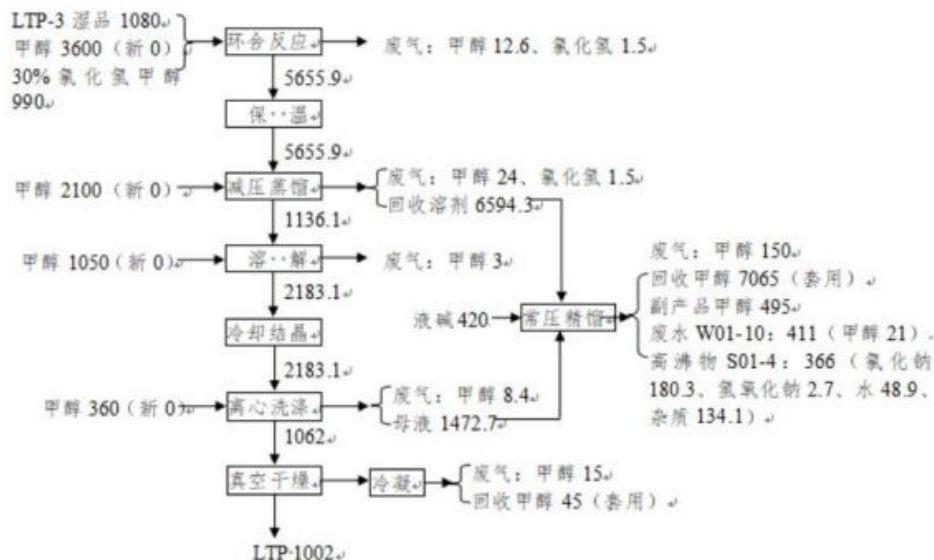 LTP-3 湿品 1080
甲醇 3600（新 0）
30% 氯化氢甲醇
990
环合反应
废气：甲醇 12.6、氯化氢 1.5
5655.9
保··温
5655.9
甲醇 2100（新 0）
减压蒸馏
废气：甲醇 24、氯化氢 1.5
回收溶剂 6594.3
1136.1
甲醇 1050（新 0）
溶··解
废气：甲醇 3
2183.1
冷却结晶
2183.1
液碱 420
常压精馏
废气：甲醇 150
回收甲醇 7065（套用）
副产品甲醇 495
废水 W01-10：411（甲醇 21）
高沸物 S01-4：366（氯化钠
180.3、氢氧化钠 2.7、水 48.9、
杂质 134.1）
甲醇 360（新 0）
离心洗涤
废气：甲醇 8.4
母液 1472.7
1062
真空干燥
冷凝
废气：甲醇 15
回收甲醇 45（套用）
LTP·1002